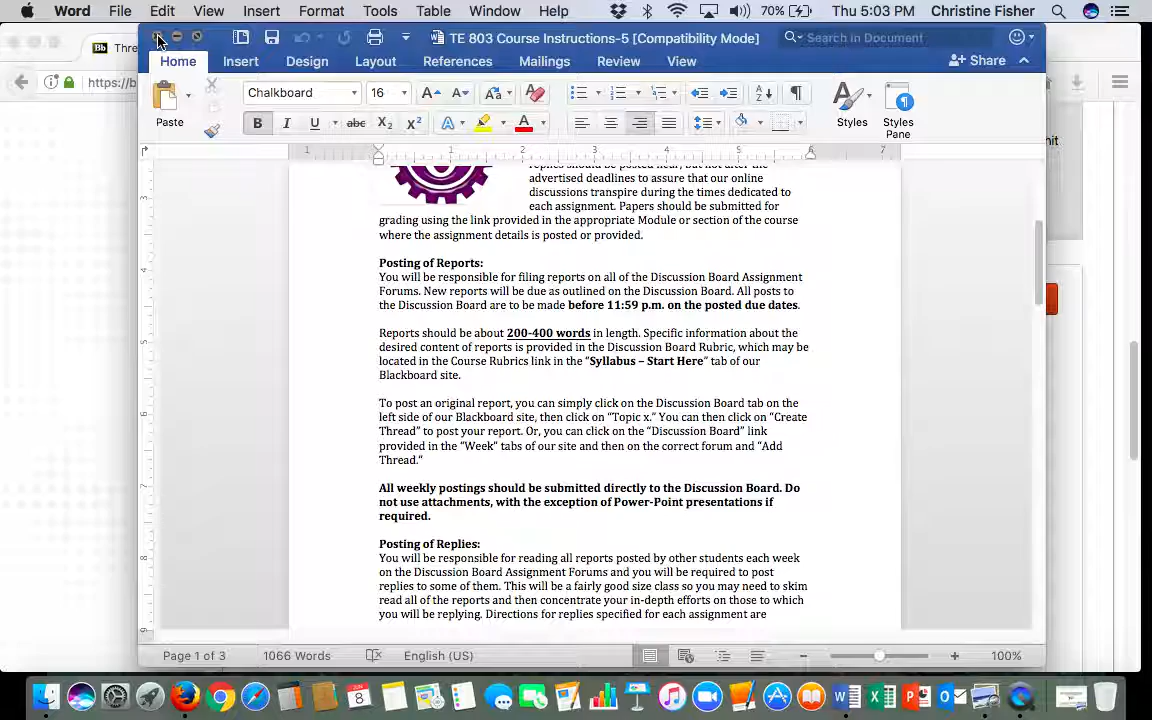 Word File Edit View Insert Format Tools Table Window Help 70% Thu 5:03 PM Christine Fisher
TE 803 Course Instructions-5 [Compatibility Mode] Search in Document
Bb Thre
Home Insert Design Layout References Mailings Review View Share
https://b
Chalkboard 16
Paste Styles Styles Pane
B I U abc X2 X2 A A
1 1 2 3 4 5 6 7
advertised deadlines to assure that our online
discussions transpire during the times dedicated to
each assignment. Papers should be submitted for
grading using the link provided in the appropriate Module or section of the course
where the assignment details is posted or provided.
Posting of Reports:
You will be responsible for filing reports on all of the Discussion Board Assignment
Forums. New reports will be due as outlined on the Discussion Board. All posts to
the Discussion Board are to be made before 11:59 p.m. on the posted due dates.
Reports should be about 200-400 words in length. Specific information about the
desired content of reports is provided in the Discussion Board Rubric, which may be
located in the Course Rubrics link in the “Syllabus – Start Here” tab of our
Blackboard site.
To post an original report, you can simply click on the Discussion Board tab on the
left side of our Blackboard site, then click on “Topic x.” You can then click on “Create
Thread” to post your report. Or, you can click on the “Discussion Board” link
provided in the “Week” tabs of our site and then on the correct forum and “Add
Thread.”
All weekly postings should be submitted directly to the Discussion Board. Do
not use attachments, with the exception of Power-Point presentations if
required.
Posting of Replies:
You will be responsible for reading all reports posted by other students each week
on the Discussion Board Assignment Forums and you will be required to post
replies to some of them. This will be a fairly good size class so you may need to skim
read all of the reports and then concentrate your in-depth efforts on those to which
you will be replying. Directions for replies specified for each assignment are
Page 1 of 3 1066 Words English (US) 100%